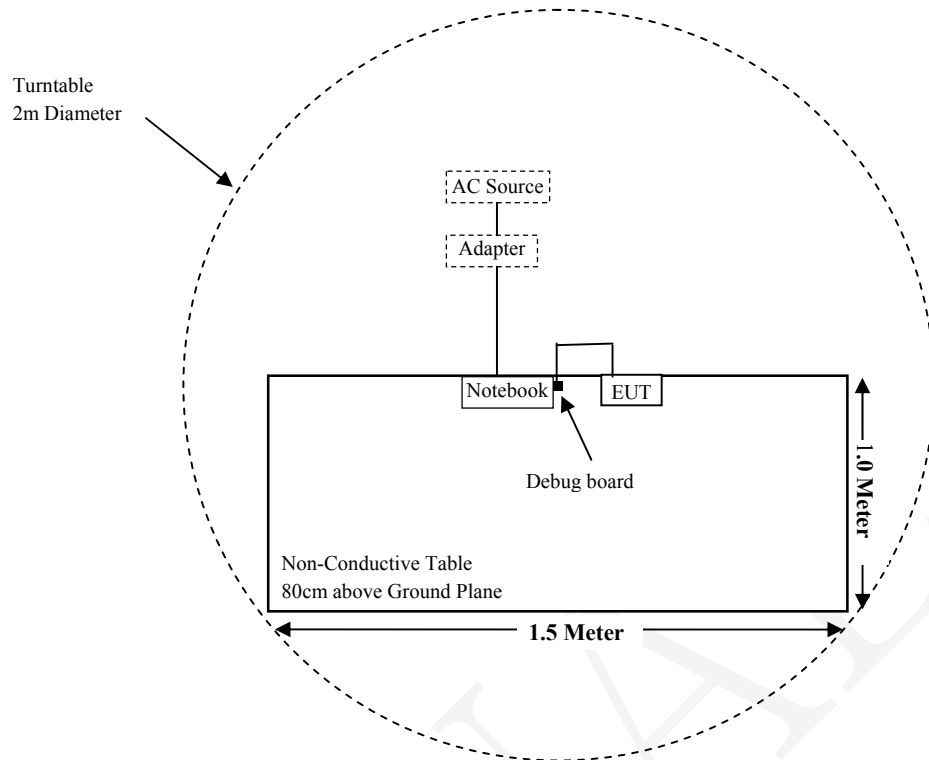 Turntable
2m Diameter
AC Source
Adapter
Notebook
EUT
Debug board
1.0 Meter
Non-Conductive Table
80cm above Ground Plane
1.5 Meter